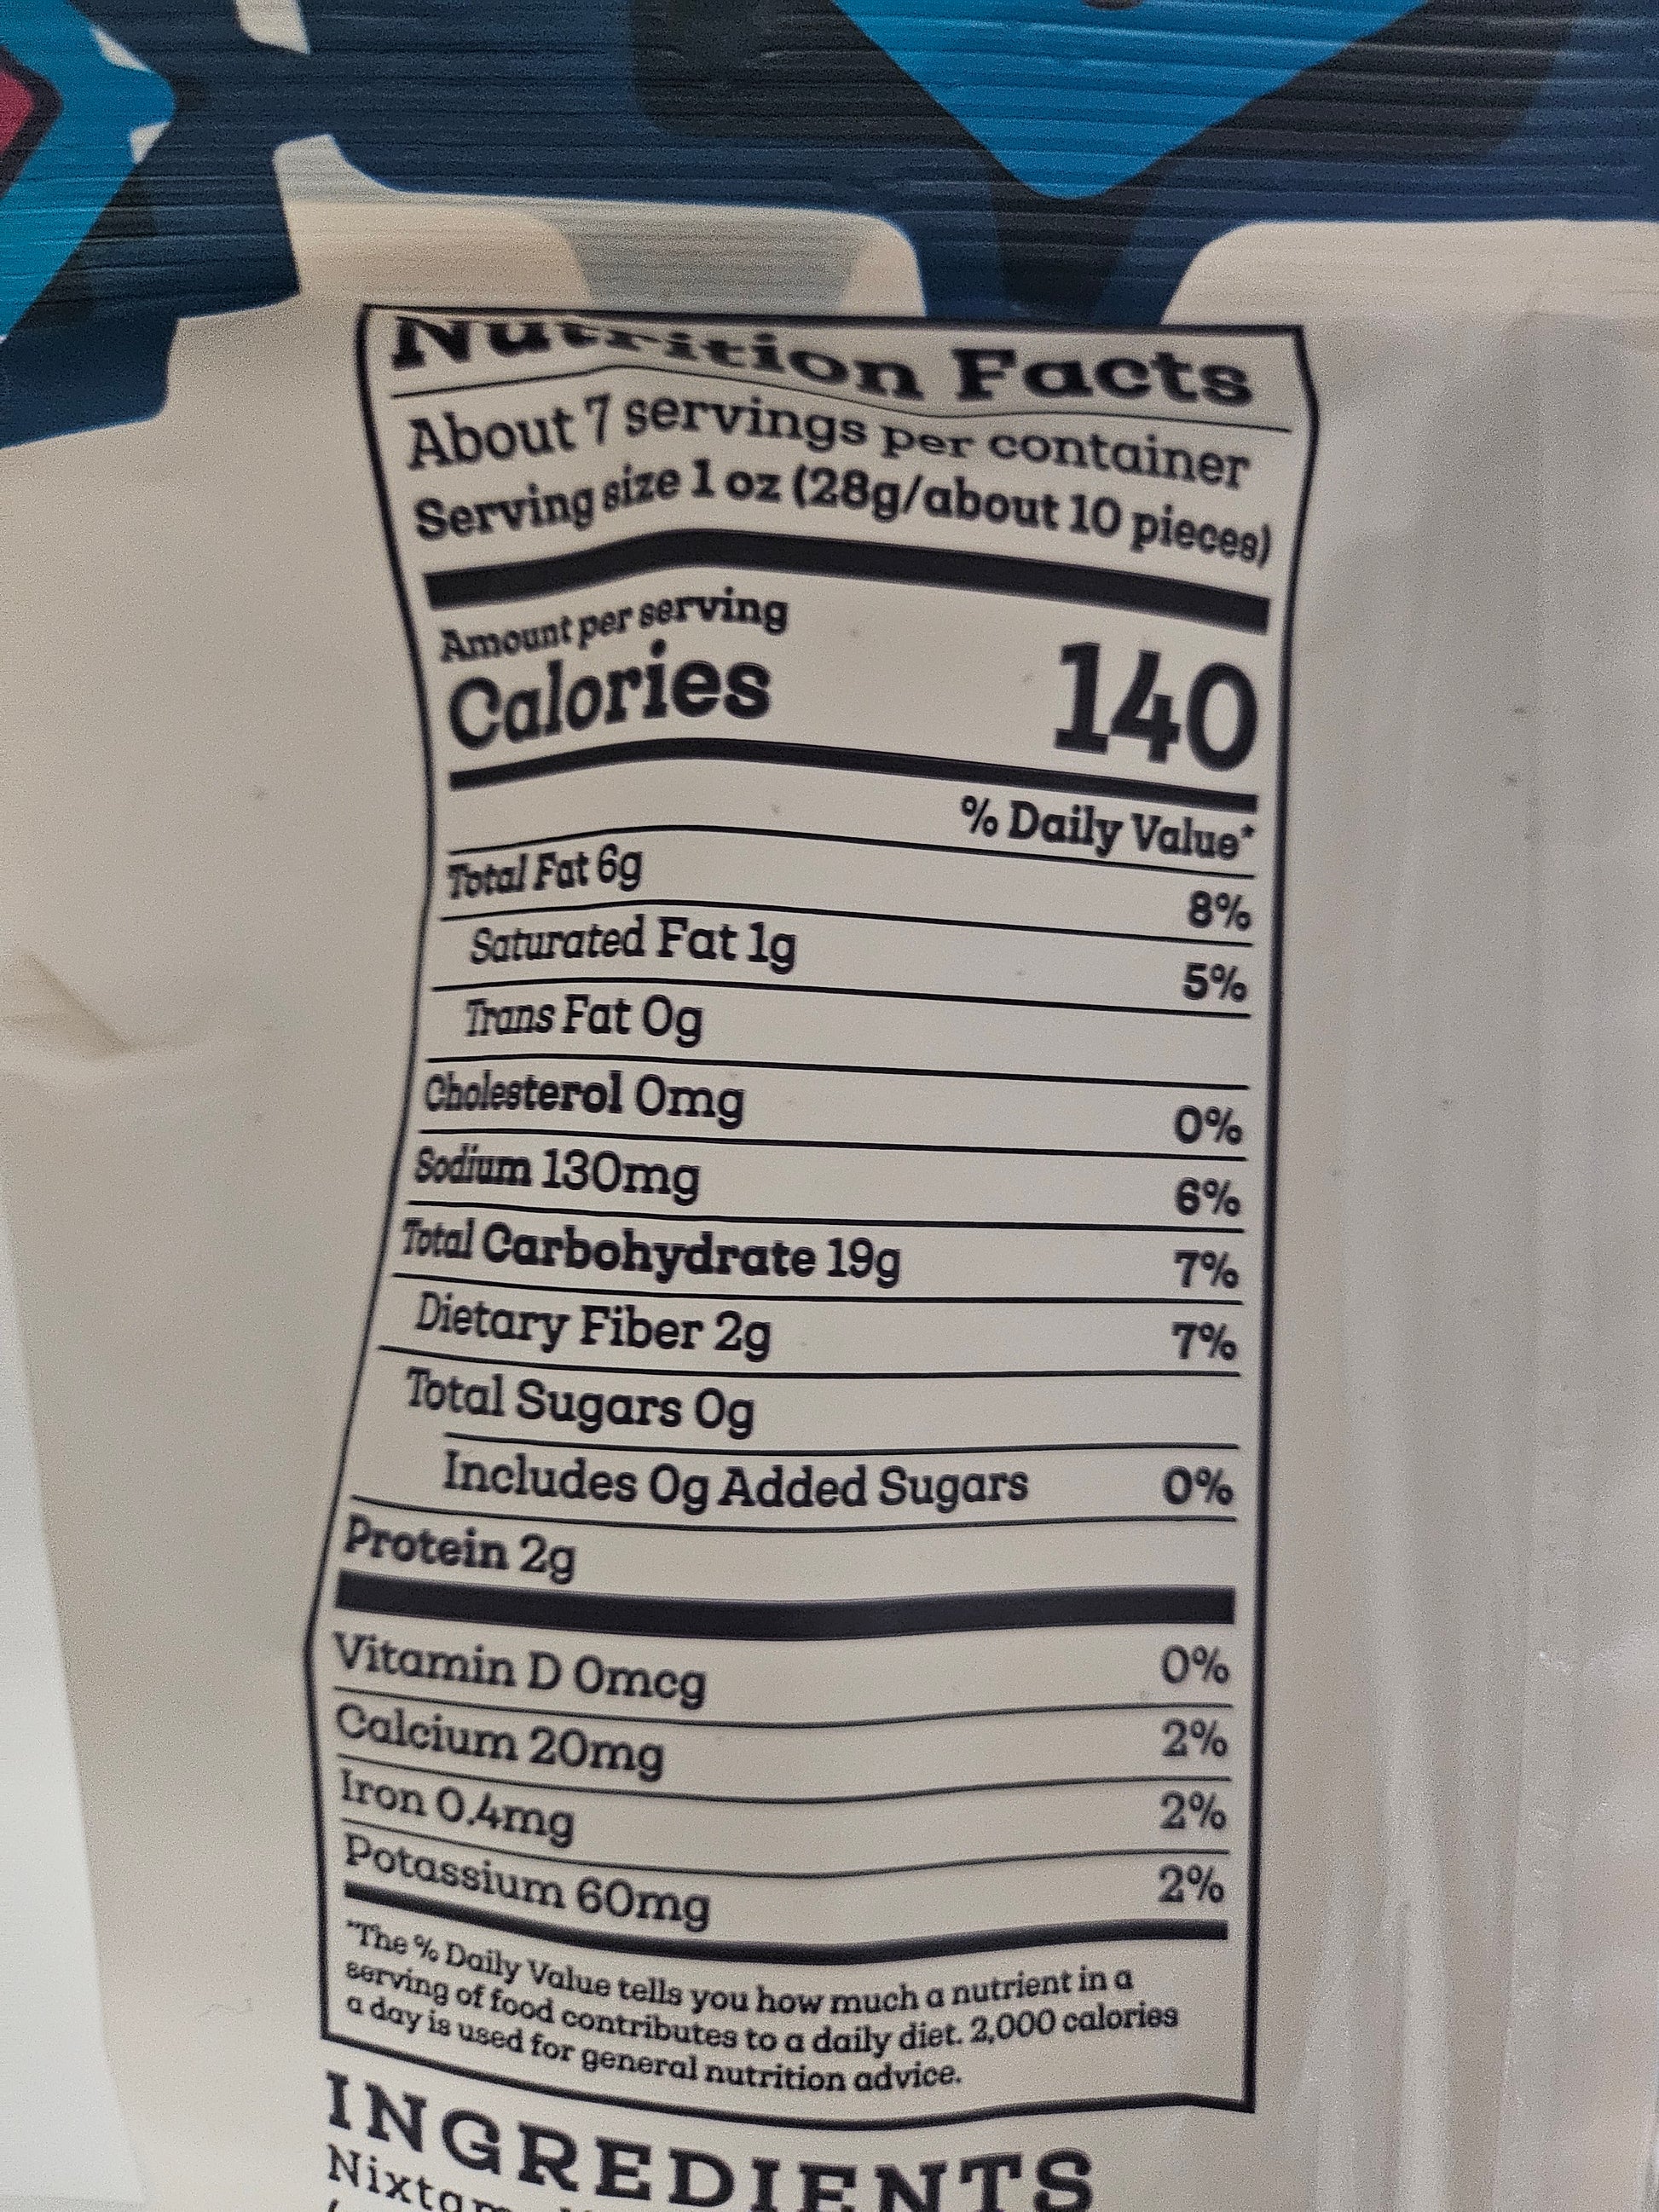 Nutrition Facts
About 7 servings per container
Serving size 1 oz (28g/about 10 pieces)
Amount per serving
Calories 140
% Daily Value*
Total Fat 6g 8%
Saturated Fat 1g 5%
Trans Fat 0g
Cholesterol 0mg 0%
Sodium 130mg 6%
Total Carbohydrate 19g 7%
Dietary Fiber 2g 7%
Total Sugars 0g
Includes 0g Added Sugars 0%
Protein 2g
Vitamin D 0mcg 0%
Calcium 20mg 2%
Iron 0.4mg 2%
Potassium 60mg 2%
*The % Daily Value tells you how much a nutrient in a
serving of food contributes to a daily diet. 2,000 calories
a day is used for general nutrition advice.
INGREDIENTS